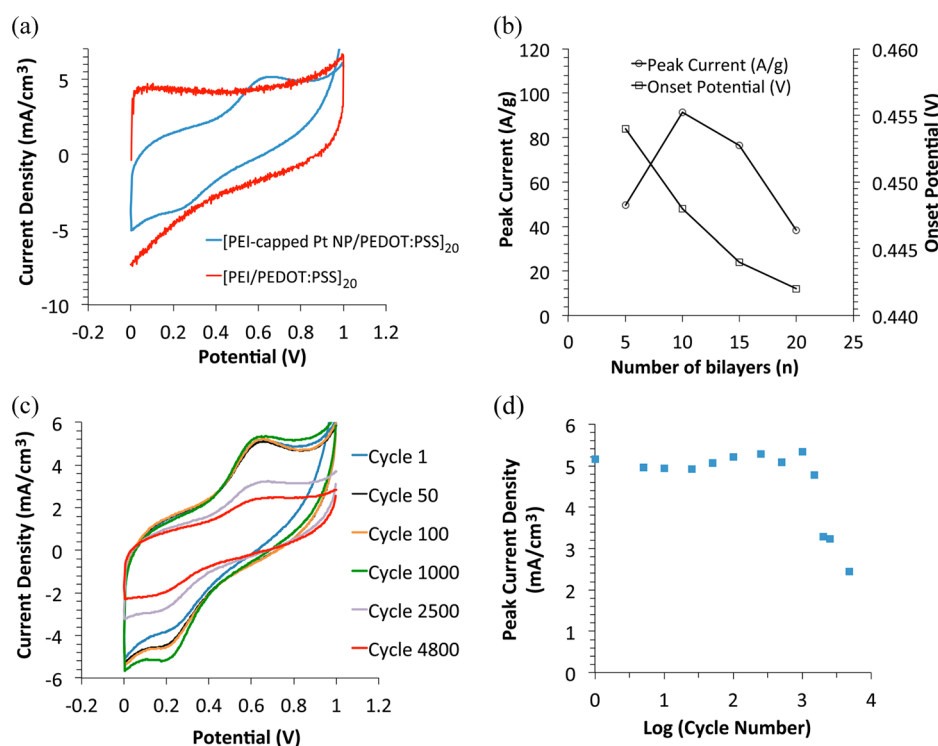 (a)
Current Density (mA/cm3)
10
5
0
-5
-10
-0.2 0 0.2 0.4 0.6 0.8 1 1.2
Potential (V)
[PEI-capped Pt NP/PEDOT:PSS]20
[PEI/PEDOT:PSS]20
(b)
Peak Current (A/g)
120
100
80
60
40
20
0
0 5 10 15 20 25
Number of bilayers (n)
Peak Current (A/g)
Onset Potential (V)
0.460
0.455
0.450
0.445
0.440
Onset Potential (V)
(c)
Current Density (mA/cm3)
6
4
2
0
-2
-4
-6
-0.2 0 0.2 0.4 0.6 0.8 1 1.2
Potential (V)
Cycle 1
Cycle 50
Cycle 100
Cycle 1000
Cycle 2500
Cycle 4800
(d)
Peak Current Density
(mA/cm3)
6
5
4
3
2
1
0
0 1 2 3 4
Log (Cycle Number)